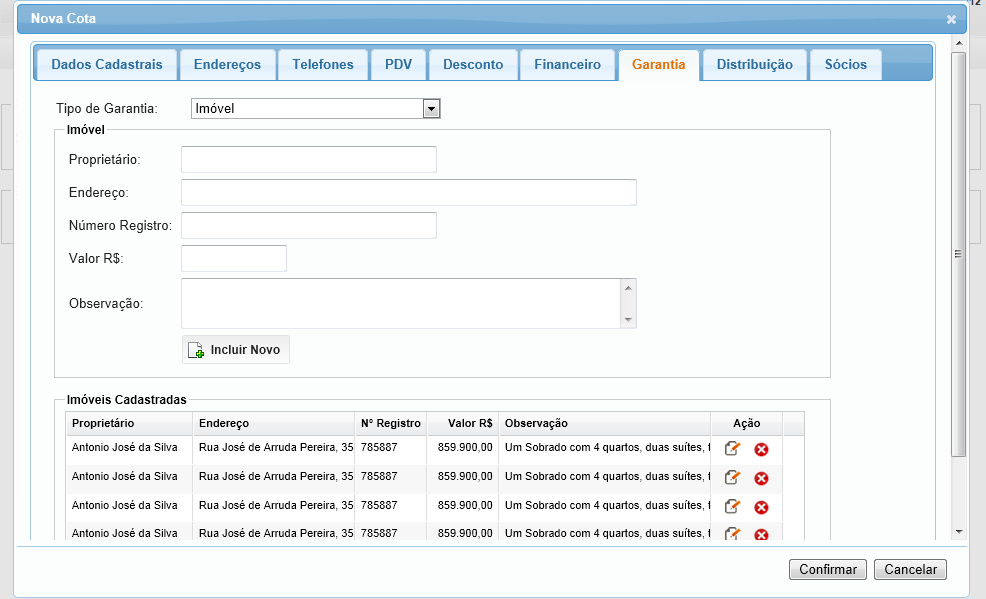 12
Nova Cota
Dados Cadastrais Endereços Telefones PDV Desconto Financeiro Garantia Distribuição Sócios
Tipo de Garantia: Imóvel
Imóvel
Proprietário:
Endereço:
Número Registro:
Valor R$:
Observação:
Incluir Novo
Imóveis Cadastradas
Proprietário Endereço N° Registro Valor R$ Observação Ação
Antonio José da Silva Rua José de Arruda Pereira, 35 785887 859.900,00 Um Sobrado com 4 quartos, duas suítes,
Antonio José da Silva Rua José de Arruda Pereira, 35 785887 859.900,00 Um Sobrado com 4 quartos, duas suítes,
Antonio José da Silva Rua José de Arruda Pereira, 35 785887 859.900,00 Um Sobrado com 4 quartos, duas suítes,
Antonio José da Silva Rua José de Arruda Pereira, 35 785887 859.900,00 Um Sobrado com 4 quartos, duas suítes,
Confirmar Cancelar